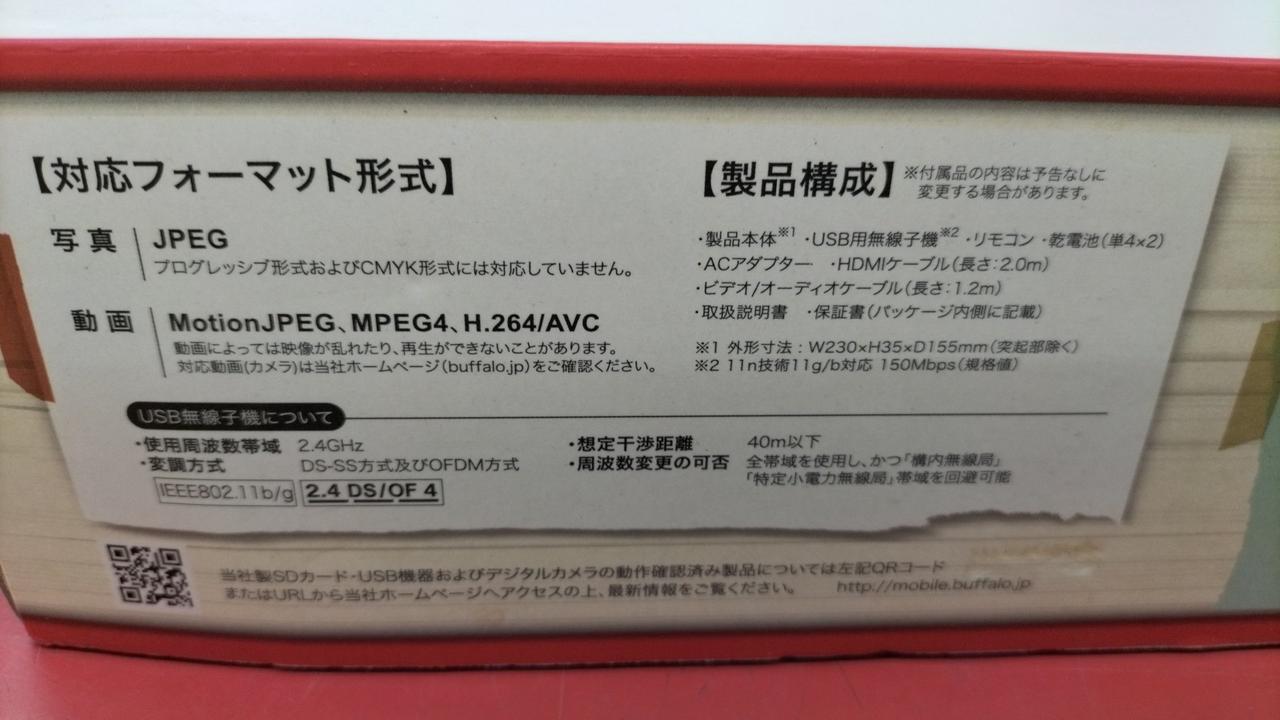 【対応フォーマット形式】
写真 JPEG
プログレッシブ形式およびCMYK形式には対応していません。
動画 MotionJPEG、MPEG4、H.264/AVC
動画によっては映像が乱れたり、再生ができないことがあります。
対応動画(カメラ)は当社ホームページ(buffalo.jp)をご確認ください。
【製品構成】 ※付属品の内容は予告なしに
変更する場合があります。
・製品本体※1 ・USB用無線子機※2 ・リモコン ・乾電池(単4×2)
・ACアダプター ・HDMIケーブル(長さ:2.0m)
・ビデオ/オーディオケーブル(長さ:1.2m)
・取扱説明書 ・保証書(パッケージ内側に記載)
※1 外形寸法:W230×H35×D155mm(突起部除く)
※2 11n技術11g/b対応 150Mbps(規格値)
USB無線子機について
・使用周波数帯域 2.4GHz
・変調方式 DS-SS方式及びOFDM方式
IEEE802.11b/g 2.4 DS/OF 4
・想定干渉距離 40m以下
・周波数変更の可否 全帯域を使用し、かつ「構内無線局」
「特定小電力無線局」帯域を回避可能
当社製SDカード・USB機器およびデジタルカメラの動作確認済み製品については左記QRコード
またはURLから当社ホームページへアクセスの上、最新情報をご覧ください。 http://mobile.buffalo.jp